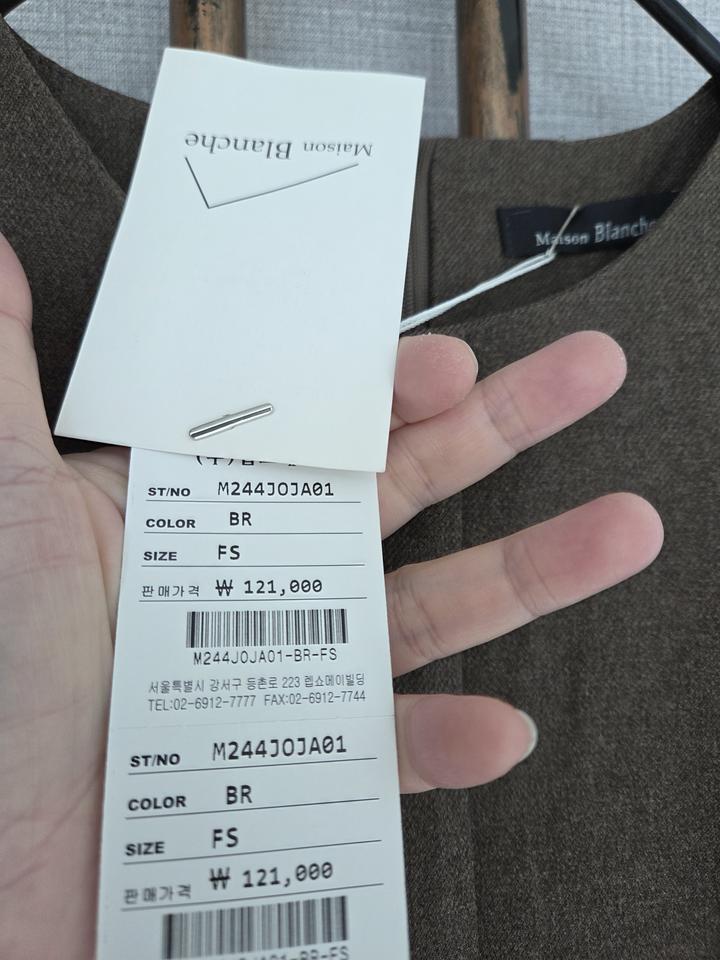 Maison Blanche
Maison Blanche
ST/NO M244JOJA01
COLOR BR
SIZE FS
판매가격 ₩ 121,000
M244JOJA01-BR-FS
서울특별시 강서구 등촌로 223 렙쇼메이빌딩
TEL:02-6912-7777 FAX:02-6912-7744
ST/NO M244JOJA01
COLOR BR
SIZE FS
판매가격 ₩ 121,000